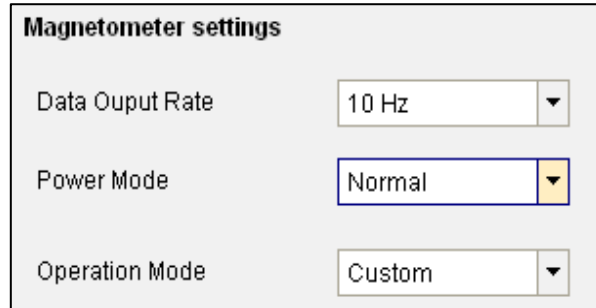 Magnetometer settings
Data Ouput Rate 10 Hz
Power Mode Normal
Operation Mode Custom